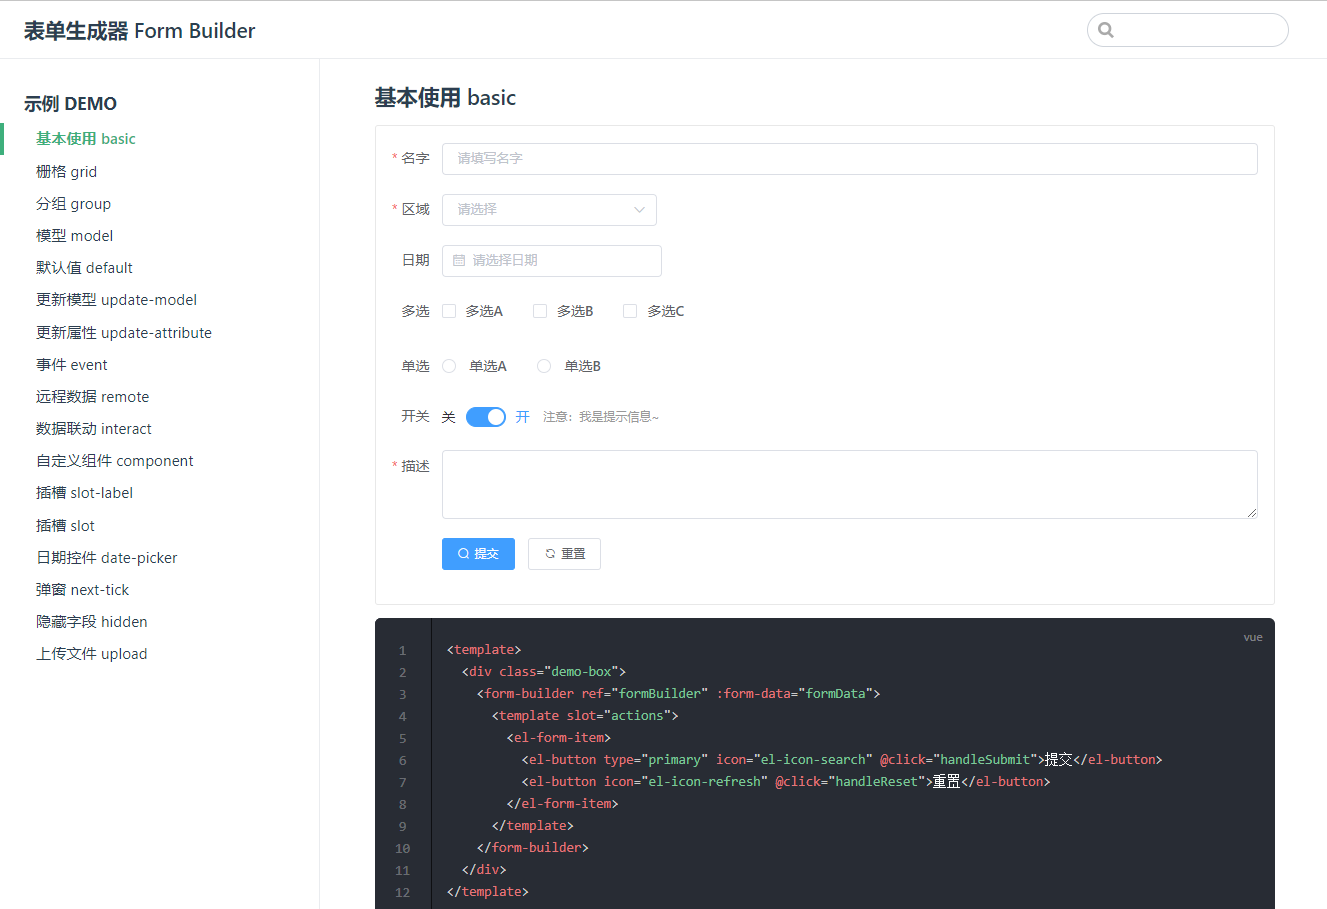 表单生成器 Form Builder
示例 DEMO
基本使用 basic
栅格 grid
分组 group
模型 model
默认值 default
更新模型 update-model
更新属性 update-attribute
事件 event
远程数据 remote
数据联动 interact
自定义组件 component
插槽 slot-label
插槽 slot
日期控件 date-picker
弹窗 next-tick
隐藏字段 hidden
上传文件 upload
基本使用 basic
* 名字 请填写名字
* 区域 请选择
日期 请选择日期
多选 多选A 多选B 多选C
单选 单选A 单选B
开关 关 开 注意：我是提示信息~
* 描述
提交 重置
vue
1 <template>
2 <div class="demo-box">
3 <form-builder ref="formBuilder" :form-data="formData">
4 <template slot="actions">
5 <el-form-item>
6 <el-button type="primary" icon="el-icon-search" @click="handleSubmit">提交</el-button>
7 <el-button icon="el-icon-refresh" @click="handleReset">重置</el-button>
8 </el-form-item>
9 </template>
10 </form-builder>
11 </div>
12 </template>